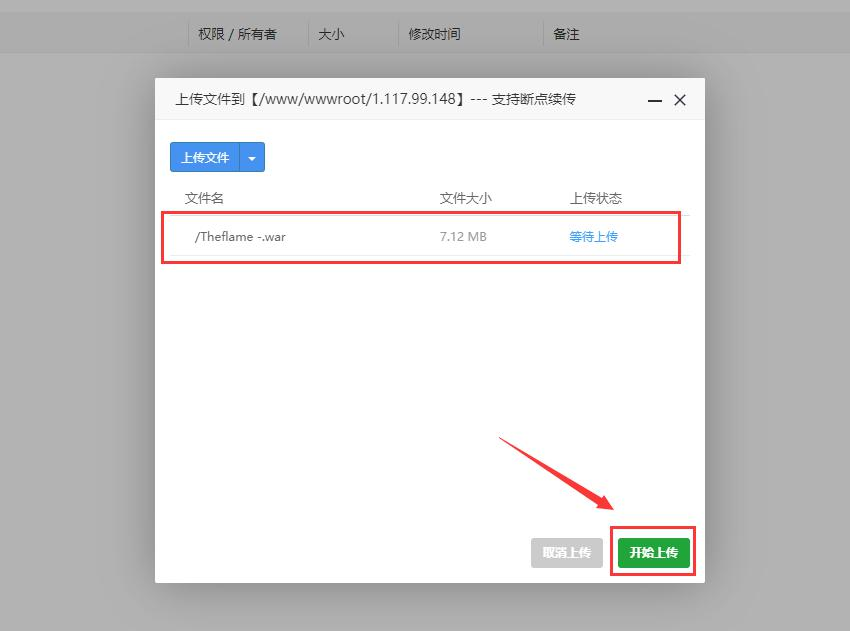 权限 / 所有者 大小 修改时间 备注
上传文件到【/www/wwwroot/1.117.99.148】--- 支持断点续传
上传文件
文件名 文件大小 上传状态
/Theflame -.war 7.12 MB 等待上传
取消上传 开始上传